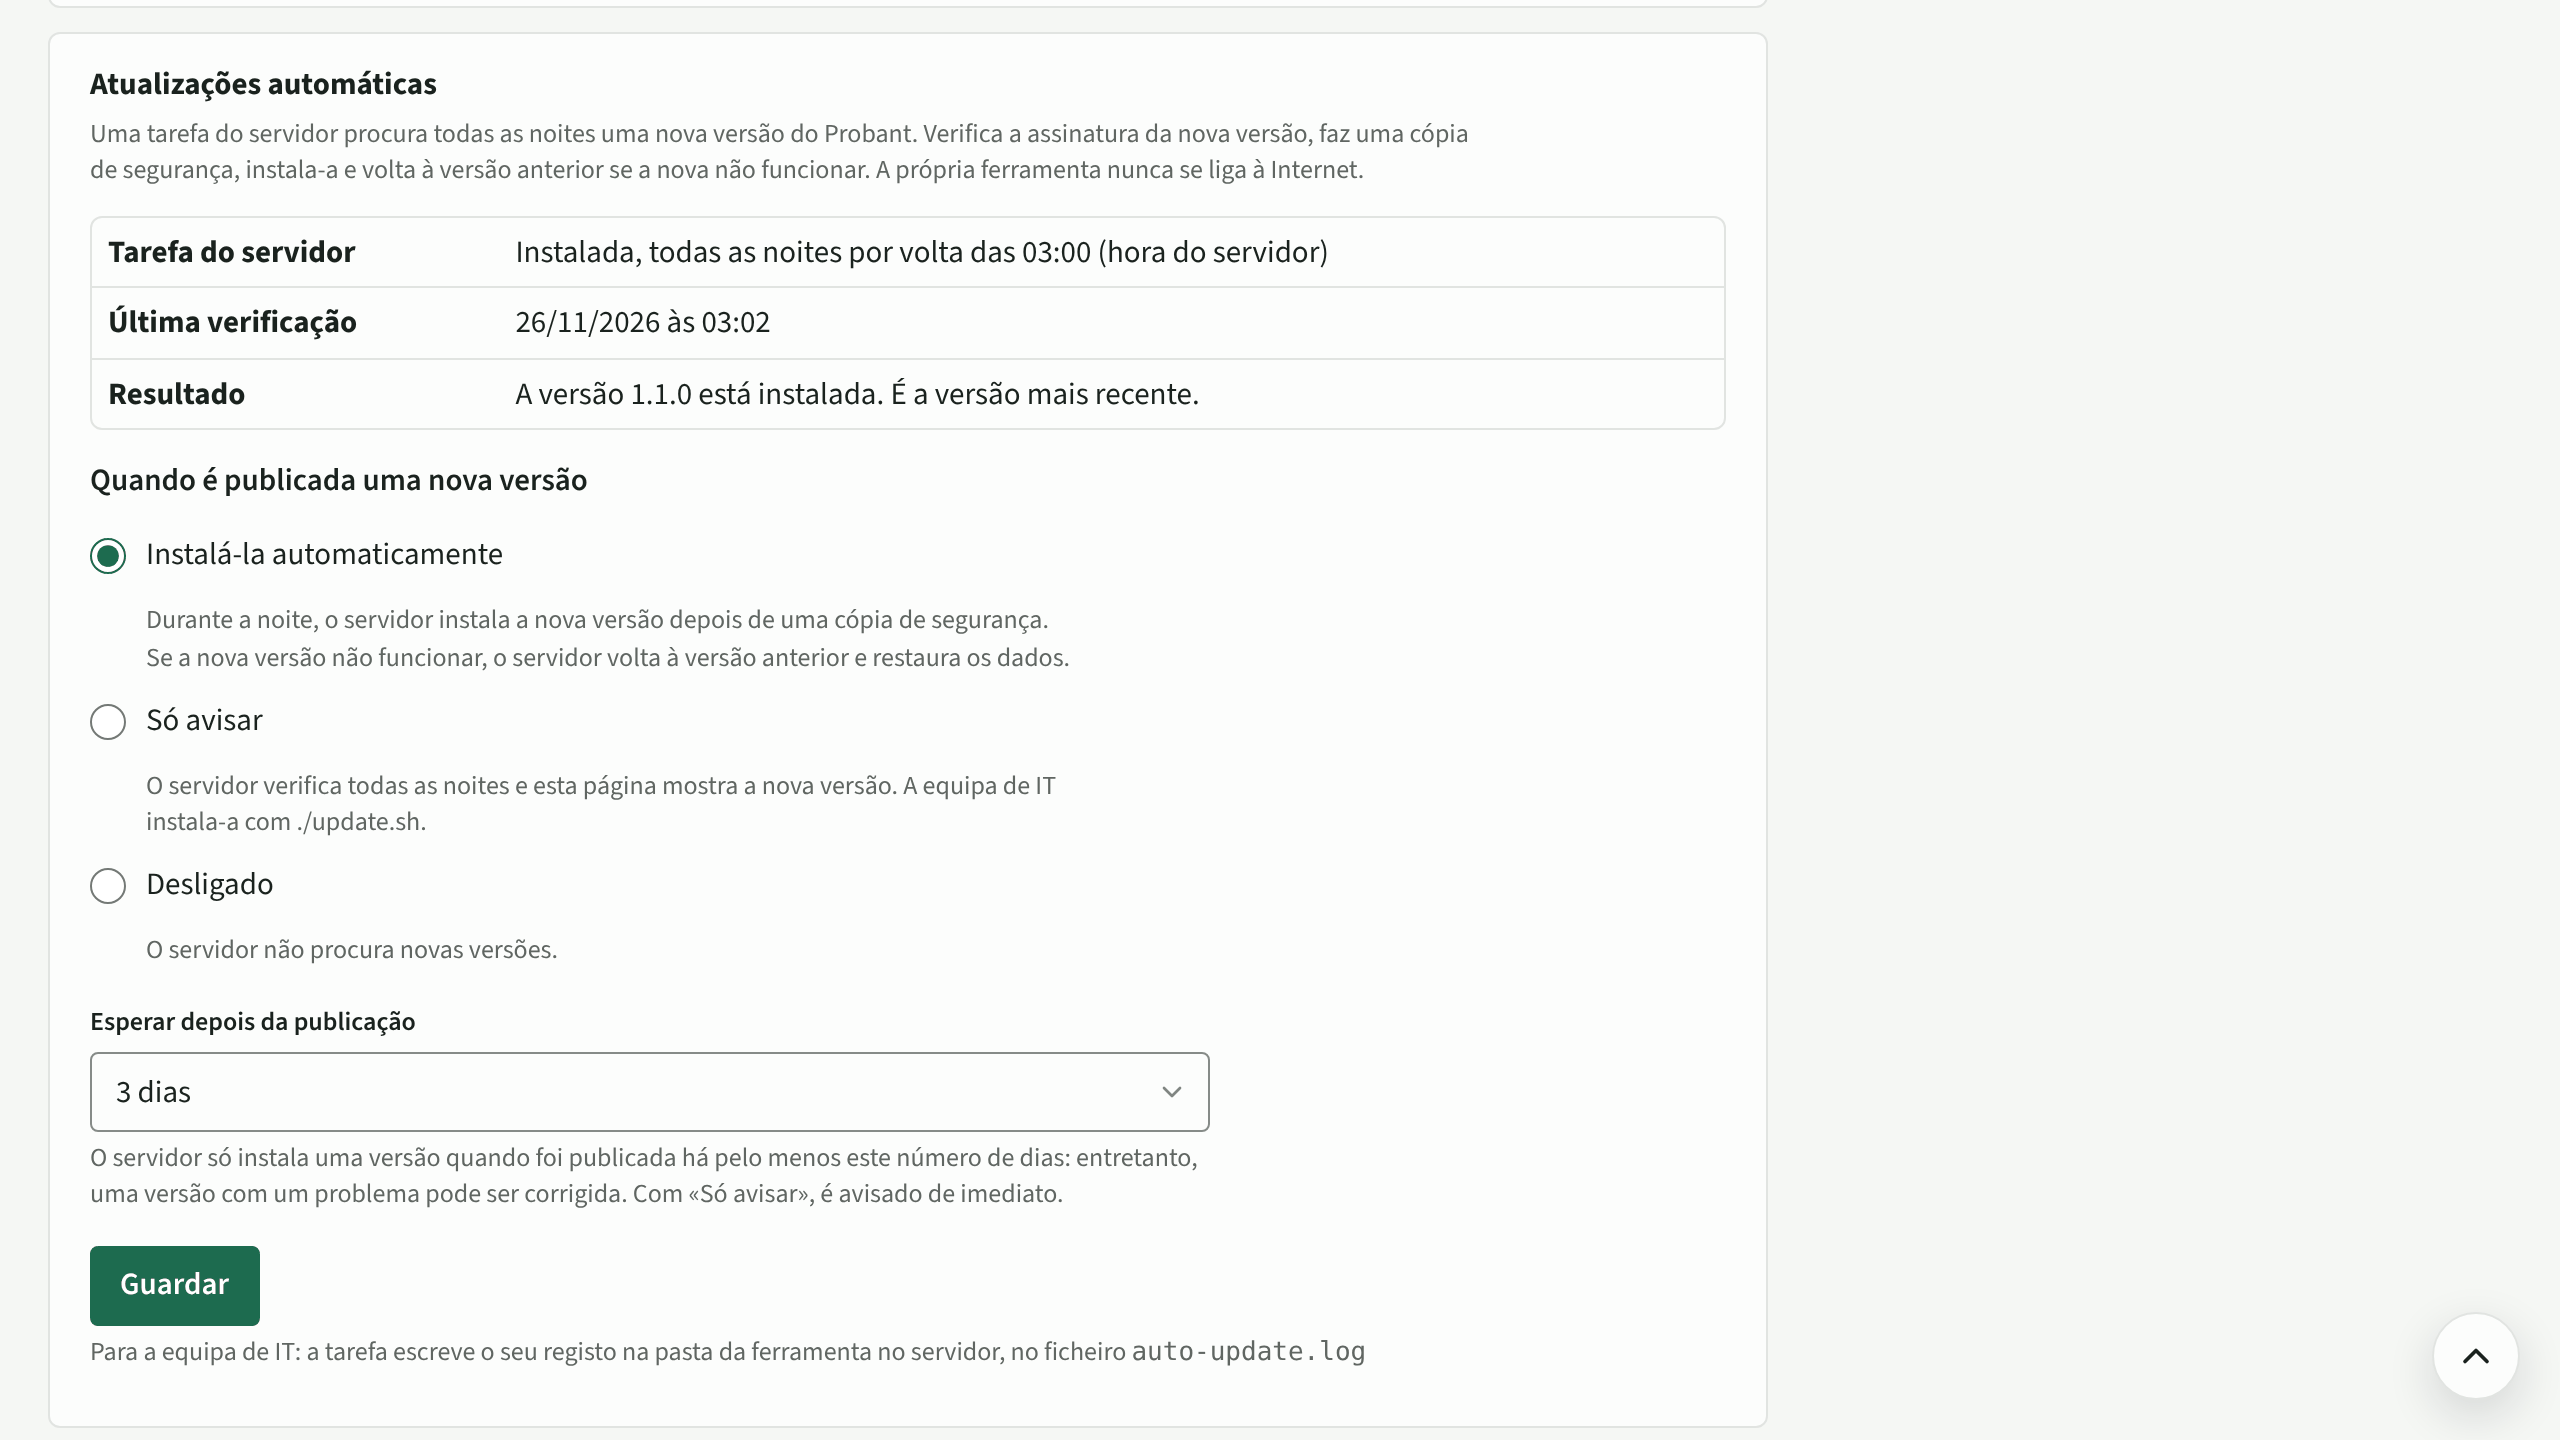 Atualizações automáticas
Uma tarefa do servidor procura todas as noites uma nova versão do Probant. Verifica a assinatura da nova versão, faz uma cópia
de segurança, instala-a e volta à versão anterior se a nova não funcionar. A própria ferramenta nunca se liga à Internet.
Tarefa do servidor Instalada, todas as noites por volta das 03:00 (hora do servidor)
Última verificação 26/11/2026 às 03:02
Resultado A versão 1.1.0 está instalada. É a versão mais recente.
Quando é publicada uma nova versão
Instalá-la automaticamente
Durante a noite, o servidor instala a nova versão depois de uma cópia de segurança.
Se a nova versão não funcionar, o servidor volta à versão anterior e restaura os dados.
Só avisar
O servidor verifica todas as noites e esta página mostra a nova versão. A equipa de IT
instala-a com ./update.sh.
Desligado
O servidor não procura novas versões.
Esperar depois da publicação
3 dias
O servidor só instala uma versão quando foi publicada há pelo menos este número de dias: entretanto,
uma versão com um problema pode ser corrigida. Com «Só avisar», é avisado de imediato.
Guardar
Para a equipa de IT: a tarefa escreve o seu registo na pasta da ferramenta no servidor, no ficheiro auto-update.log